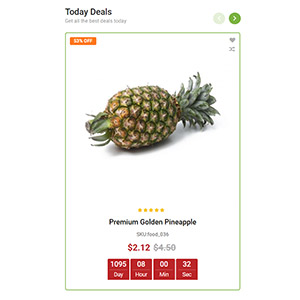 Today Deals
Get all the best deals today
53% OFF
Premium Golden Pineapple
SKU food_036
$2.12 $4.50
1095 08 00 32
Day Hour Min Sec